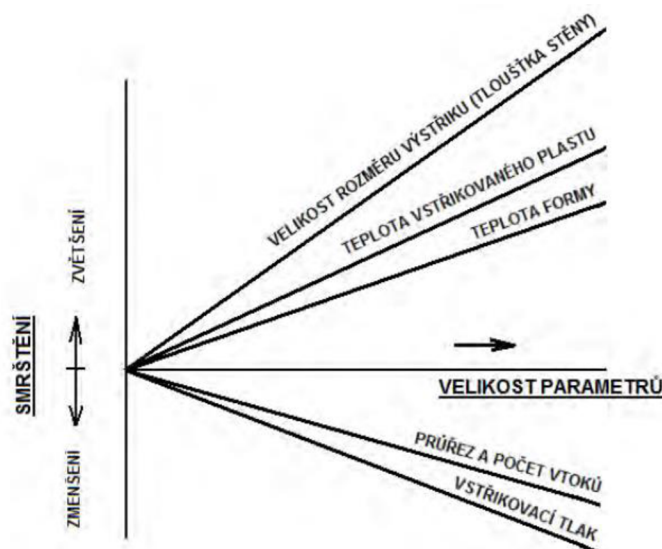 VELIKOST ROZMĚRU VÝSTŘIKU (TLOUŠŤKA STĚNY)
TEPLOTA VSTŘIKOVANÉHO PLASTU
TEPLOTA FORMY
ZVĚTŠENÍ
SMRŠTĚNÍ
VELIKOST PARAMETRŮ
ZMENŠENÍ
PRŮŘEZ A POČET VTOKŮ
VSTŘIKOVACÍ TLAK